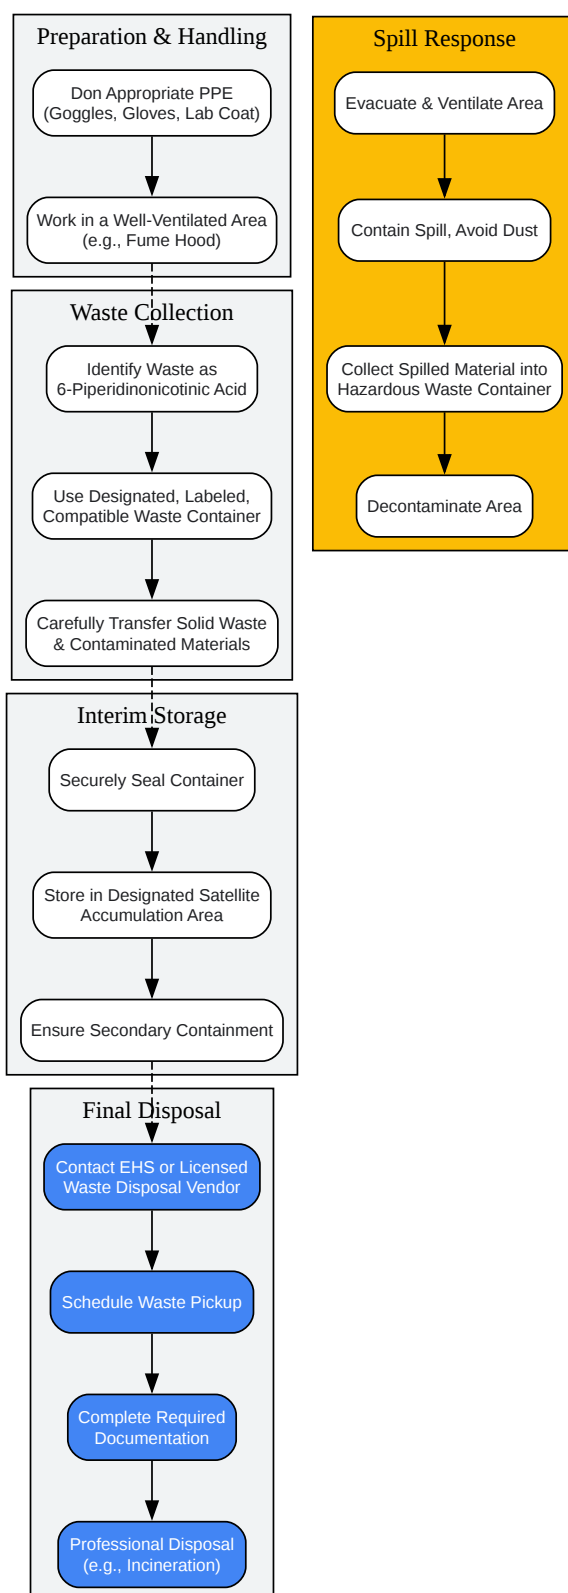 Preparation & Handling
Don Appropriate PPE
(Goggles, Gloves, Lab Coat)
Work in a Well-Ventilated Area
(e.g., Fume Hood)
Waste Collection
Identify Waste as
6-Piperidinonicotinic Acid
Use Designated, Labeled,
Compatible Waste Container
Carefully Transfer Solid Waste
& Contaminated Materials
Interim Storage
Securely Seal Container
Store in Designated Satellite
Accumulation Area
Ensure Secondary Containment
Final Disposal
Contact EHS or Licensed
Waste Disposal Vendor
Schedule Waste Pickup
Complete Required
Documentation
Professional Disposal
(e.g., Incineration)
Spill Response
Evacuate & Ventilate Area
Contain Spill, Avoid Dust
Collect Spilled Material into
Hazardous Waste Container
Decontaminate Area